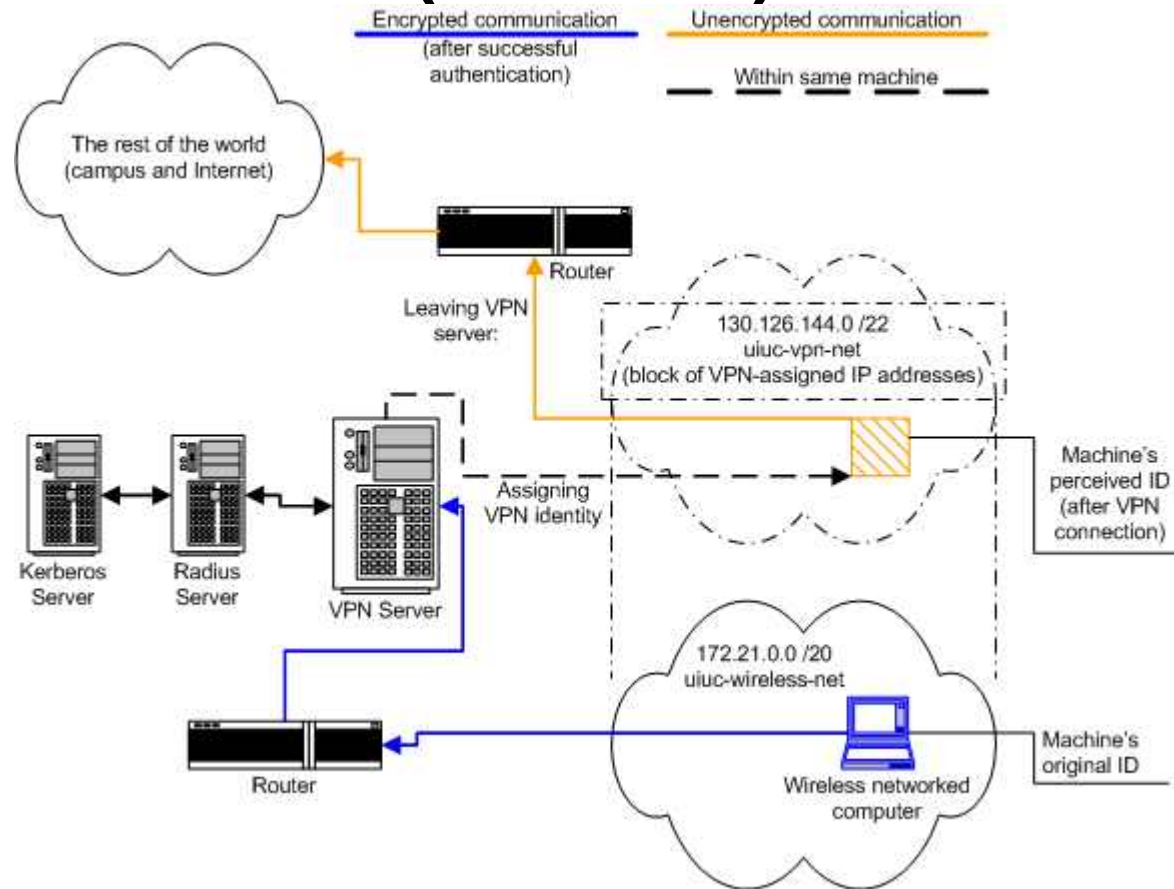 Encrypted communication
(after successful
authentication)
Unencrypted communication
Within same machine
The rest of the world
(campus and Internet)
Router
Leaving VPN
server:
130.126.144.0 /22
uiuc-vpn-net
(block of VPN-assigned IP addresses)
Machine's
perceived ID
(after VPN
connection)
Assigning
VPN identity
Kerberos
Server
Radius
Server
VPN Server
172.21.0.0 /20
uiuc-wireless-net
Router
Wireless networked
computer
Machine's
original ID